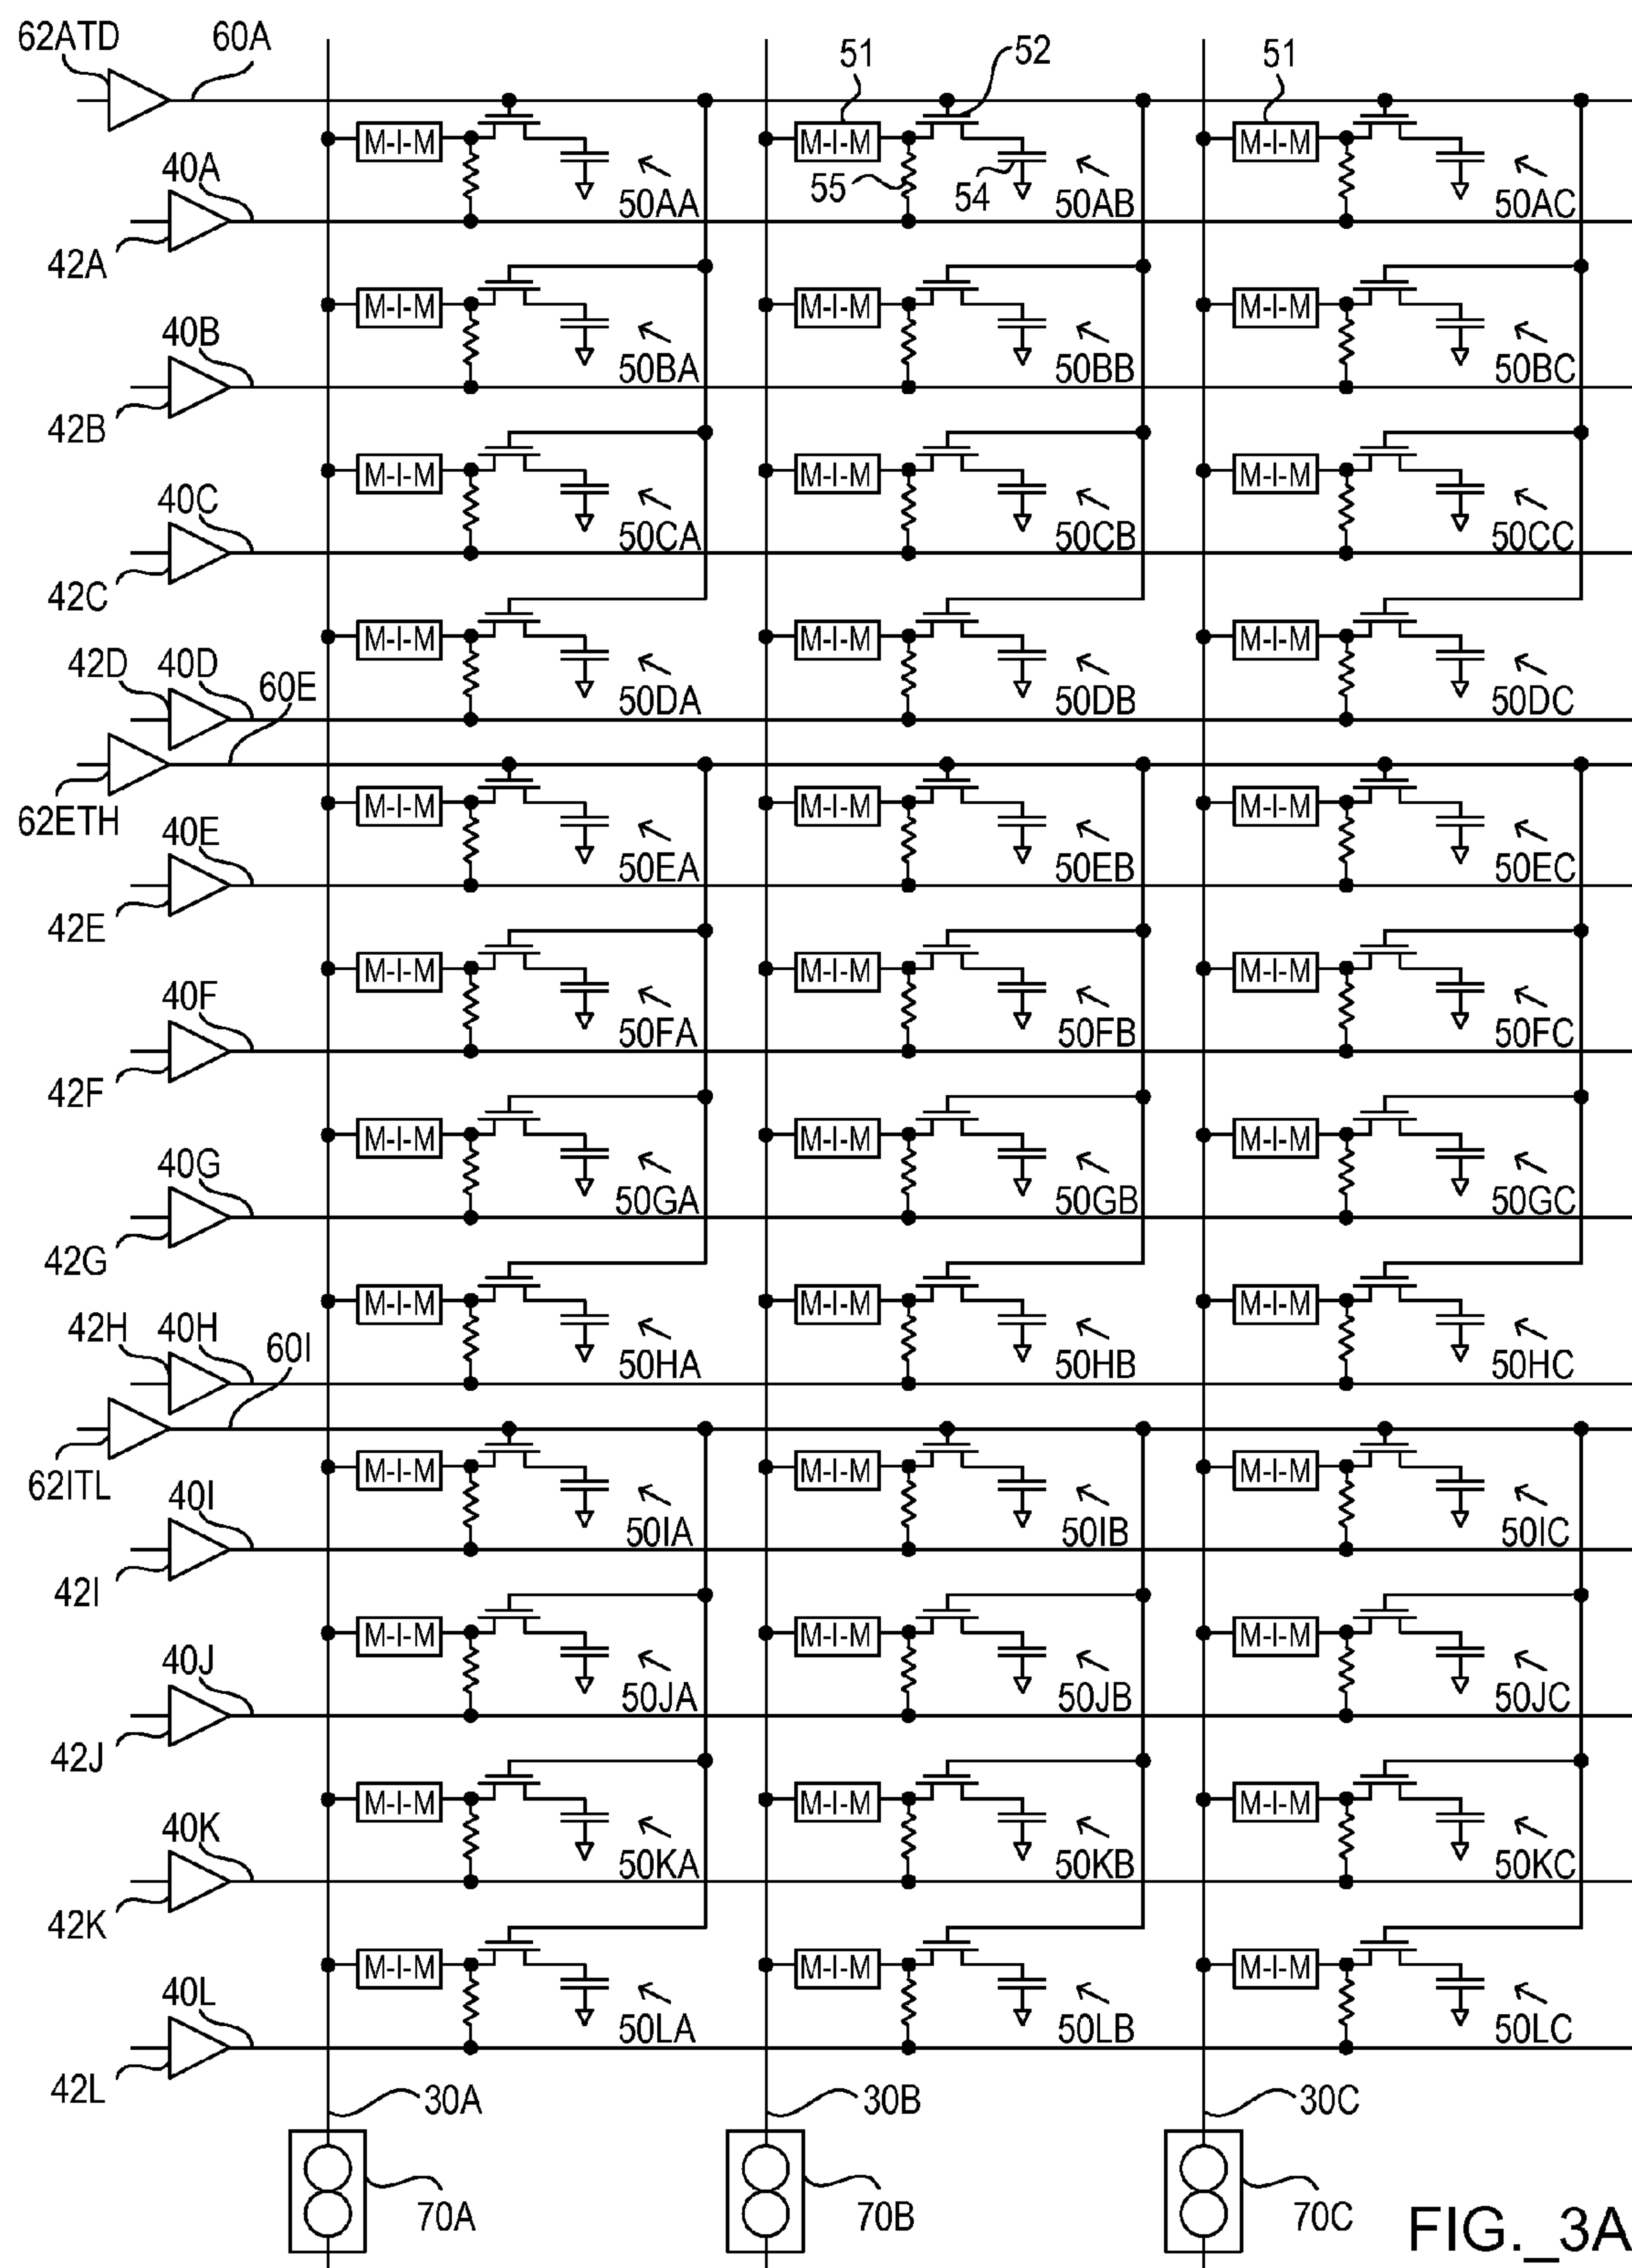 62ATD 60A 51 52 51
M-I-M M-I-M M-I-M
40A 55 54
50AA 50AB 50AC
42A
M-I-M M-I-M M-I-M
40B
50BA 50BB 50BC
42B
M-I-M M-I-M M-I-M
40C
50CA 50CB 50CC
42C
M-I-M M-I-M M-I-M
42D 40D 60E
50DA 50DB 50DC
M-I-M M-I-M M-I-M
62ETH
40E
50EA 50EB 50EC
42E
M-I-M M-I-M M-I-M
40F
50FA 50FB 50FC
42F
M-I-M M-I-M M-I-M
40G
50GA 50GB 50GC
42G
M-I-M M-I-M M-I-M
42H 40H 60I
50HA 50HB 50HC
M-I-M M-I-M M-I-M
62ITL
40I
50IA 50IB 50IC
42I
M-I-M M-I-M M-I-M
40J
50JA 50JB 50JC
42J
M-I-M M-I-M M-I-M
40K
50KA 50KB 50KC
42K
M-I-M M-I-M M-I-M
40L
50LA 50LB 50LC
42L
30A 30B 30C
70A 70B 70C
FIG._3A